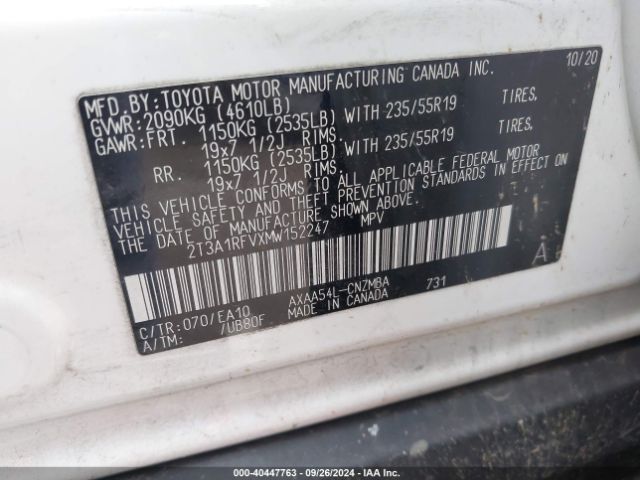 MFD. BY: TOYOTA MOTOR MANUFACTURING CANADA INC. 10/20
GVWR: 2090KG (4610LB)
GAWR: FRT. 1150KG (2535LB) WITH 235/55R19 TIRES,
19x7 1/2J RIMS.
RR. 1150KG (2535LB) WITH 235/55R19 TIRES,
19x7 1/2J RIMS.
THIS VEHICLE CONFORMS TO ALL APPLICABLE FEDERAL MOTOR
VEHICLE SAFETY AND THEFT PREVENTION STANDARDS IN EFFECT ON
THE DATE OF MANUFACTURE SHOWN ABOVE.
2T3A1RFVXMW152247 MPV
A
C/TR: 070/EA10 AXAA54L-CNZMBA 731
A/TM: /UB80F MADE IN CANADA
000-40447763 - 09/26/2024 - IAA Inc.